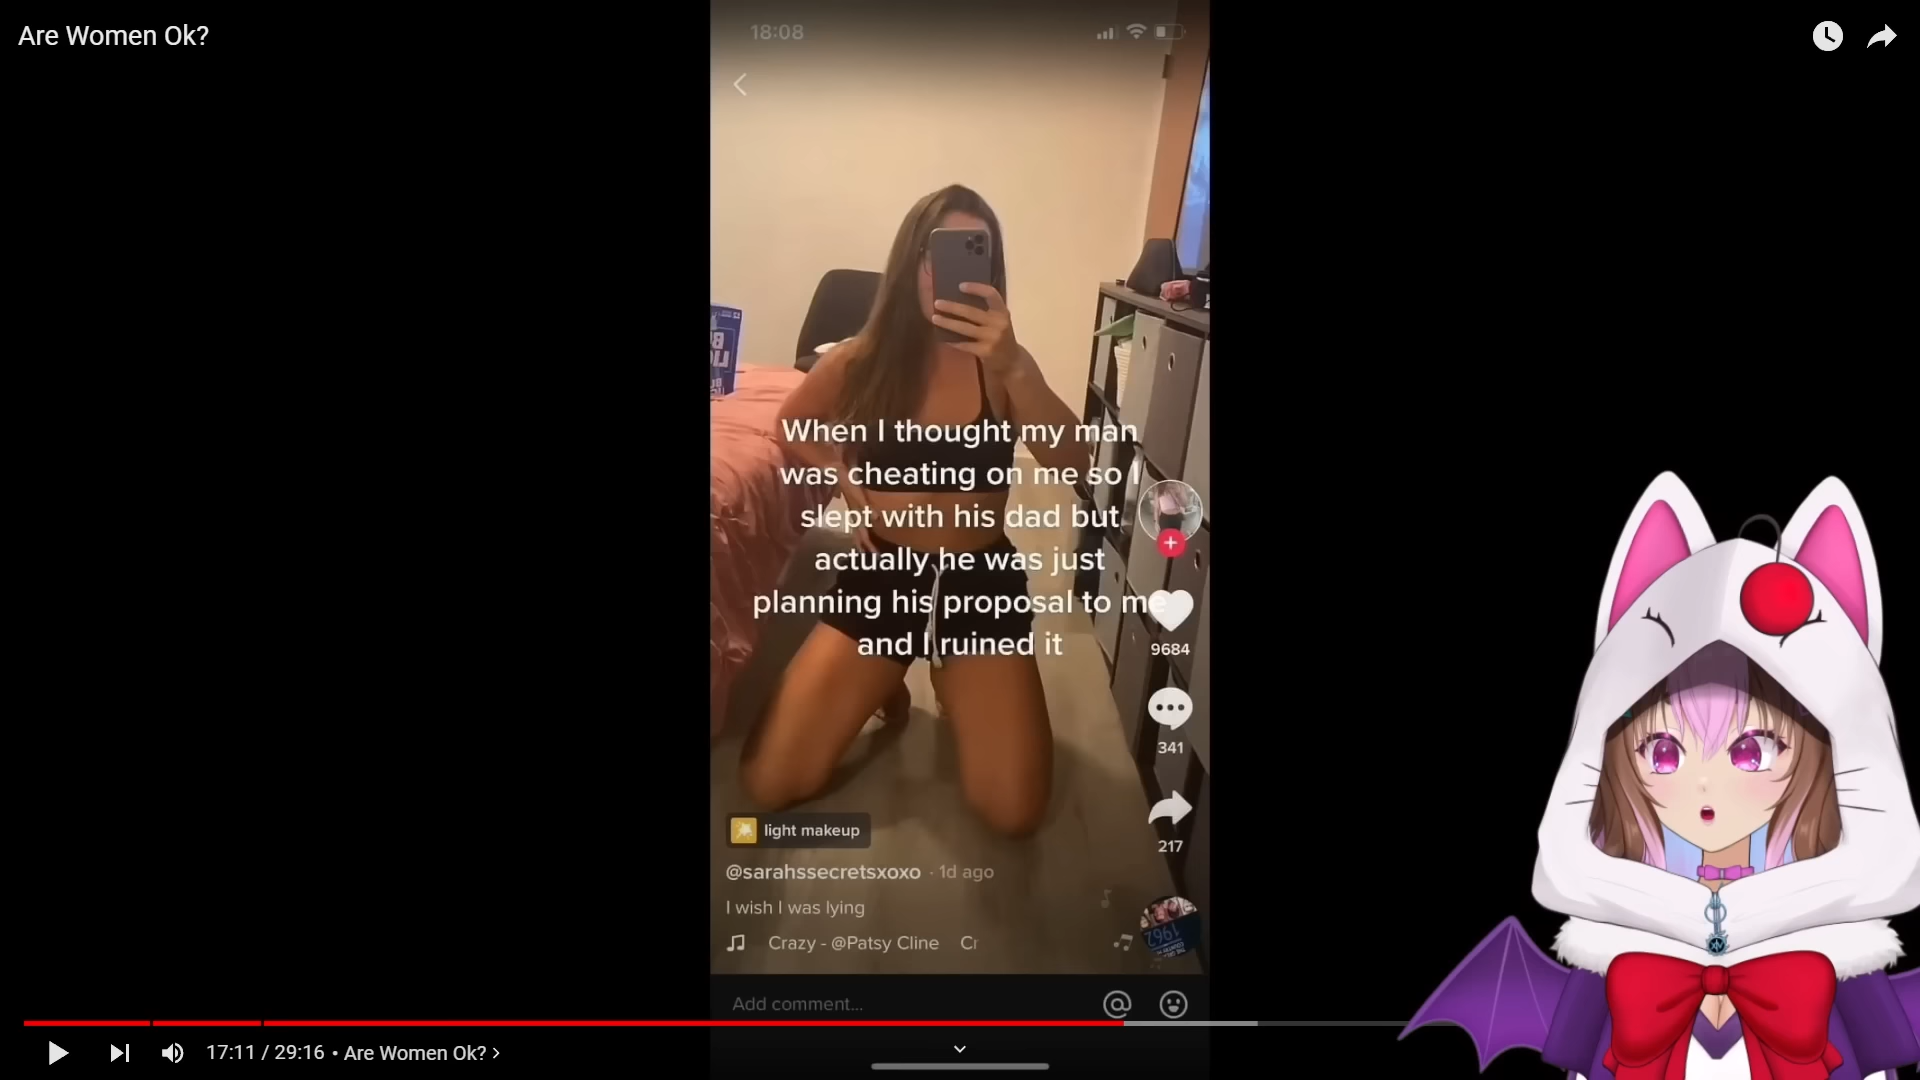 Are Women Ok?
18:08
When I thought my man
was cheating on me so I
slept with his dad but
actually he was just
planning his proposal to me
and I ruined it
9684
341
217
light makeup
@sarahssecretsxoxo · 1d ago
I wish I was lying
Crazy - @Patsy Cline Cr
1962
Add comment...
17:11 / 29:16 • Are Women Ok? >